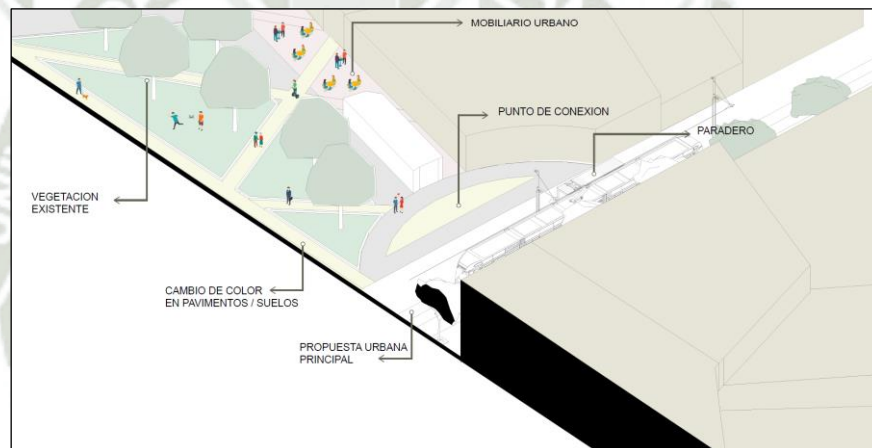 MOBILIARIO URBANO
PUNTO DE CONEXION
PARADERO
VEGETACION
EXISTENTE
CAMBIO DE COLOR
EN PAVIMENTOS / SUELOS
PROPUESTA URBANA
PRINCIPAL